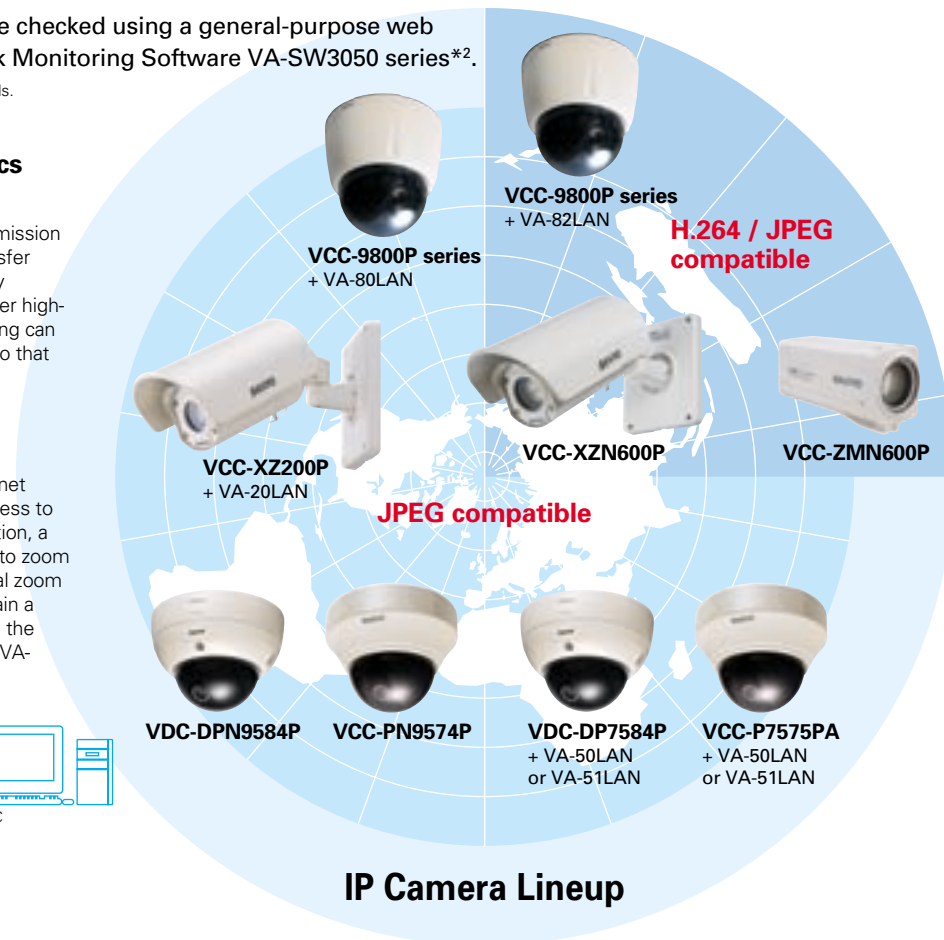 e checked using a general-purpose web
k Monitoring Software VA-SW3050 series*2.
ls.
cs
mission
sfer
y
er high-
ng can
o that
net
ess to
tion, a
to zoom
al zoom
ain a
the
VA-
C
VCC-9800P series
+ VA-82LAN
H.264 / JPEG
compatible
VCC-9800P series
+ VA-80LAN
VCC-XZ200P
+ VA-20LAN
VCC-XZN600P
VCC-ZMN600P
JPEG compatible
VDC-DPN9584P
VCC-PN9574P
VDC-DP7584P
+ VA-50LAN
or VA-51LAN
VCC-P7575PA
+ VA-50LAN
or VA-51LAN
IP Camera Lineup